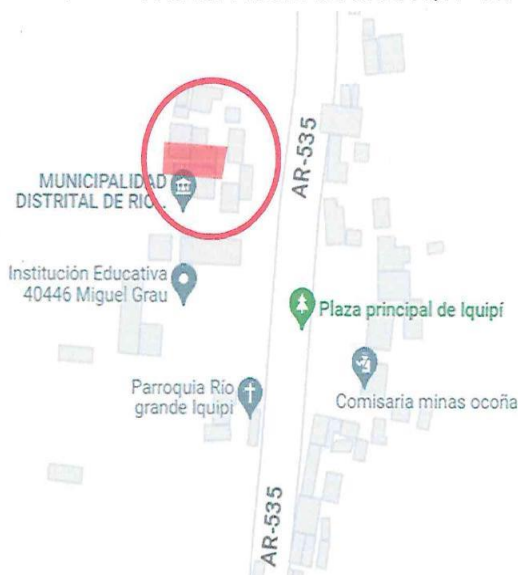 AR-535
MUNICIPALIDAD
DISTRITAL DE RIO...
Institución Educativa
40446 Miguel Grau
Plaza principal de Iquipí
Parroquia Río
grande Iquipi
Comisaria minas ocoña
AR-535